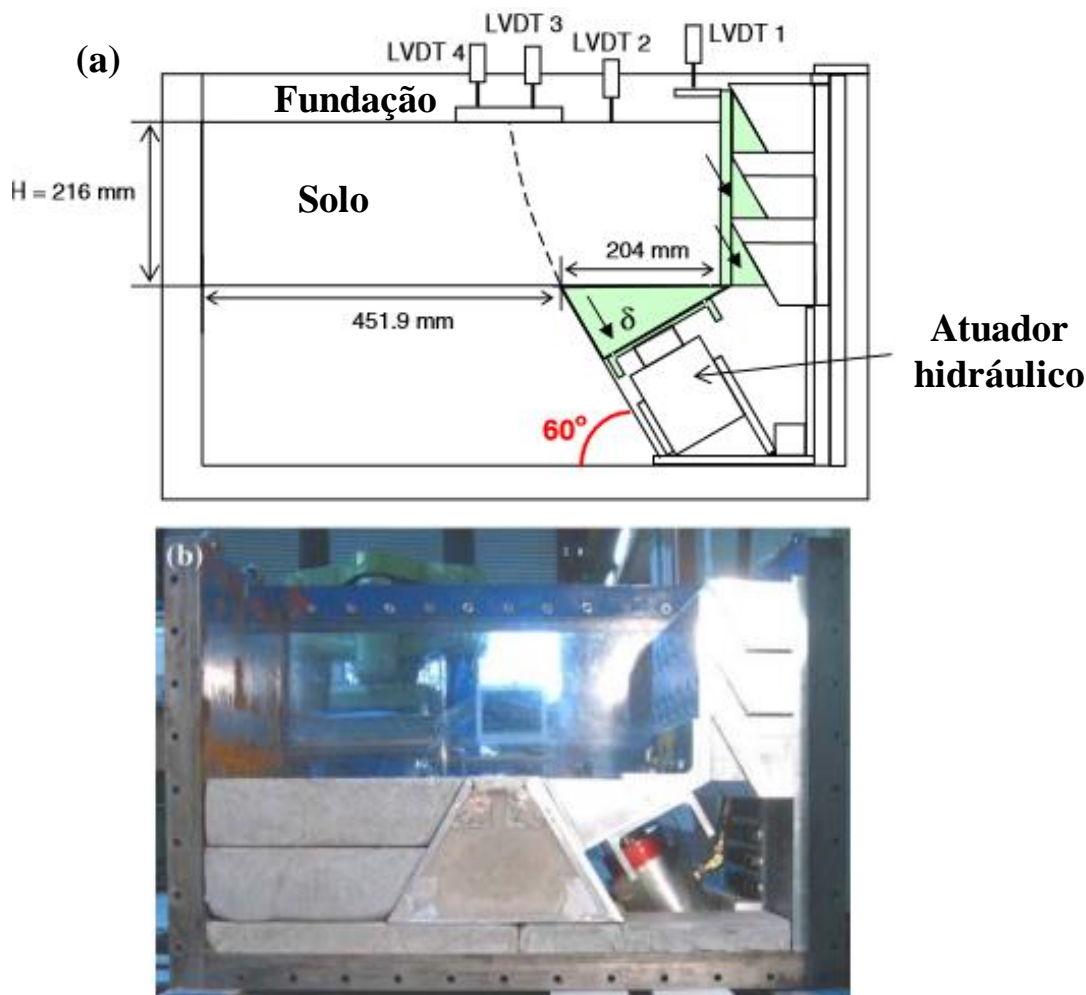 (a)
LVDT 4
LVDT 3
LVDT 2
LVDT 1
Fundação
H = 216 mm
Solo
204 mm
451.9 mm
δ
Atuador
hidráulico
60°
(b)